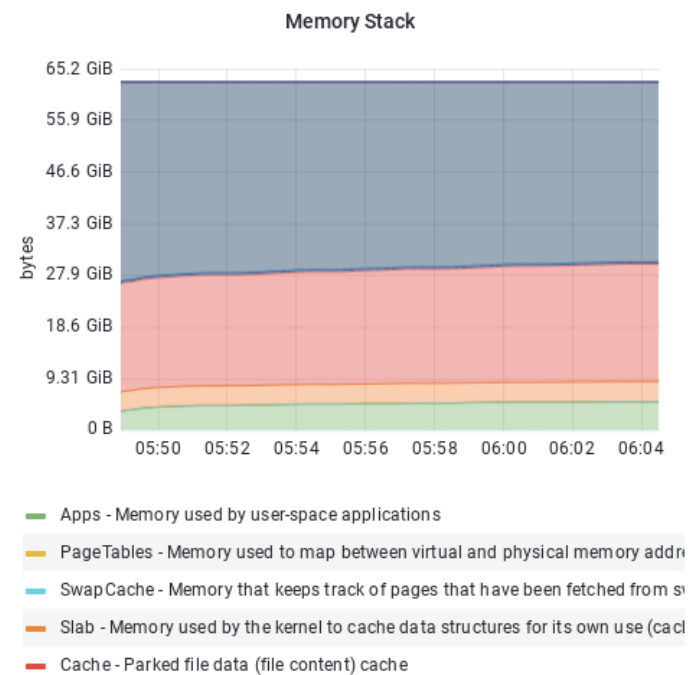 Memory Stack
65.2 GiB
55.9 GiB
46.6 GiB
37.3 GiB
27.9 GiB
18.6 GiB
9.31 GiB
0 B
bytes
05:50 05:52 05:54 05:56 05:58 06:00 06:02 06:04
Apps - Memory used by user-space applications
PageTables - Memory used to map between virtual and physical memory addre
SwapCache - Memory that keeps track of pages that have been fetched from sw
Slab - Memory used by the kernel to cache data structures for its own use (cach
Cache - Parked file data (file content) cache